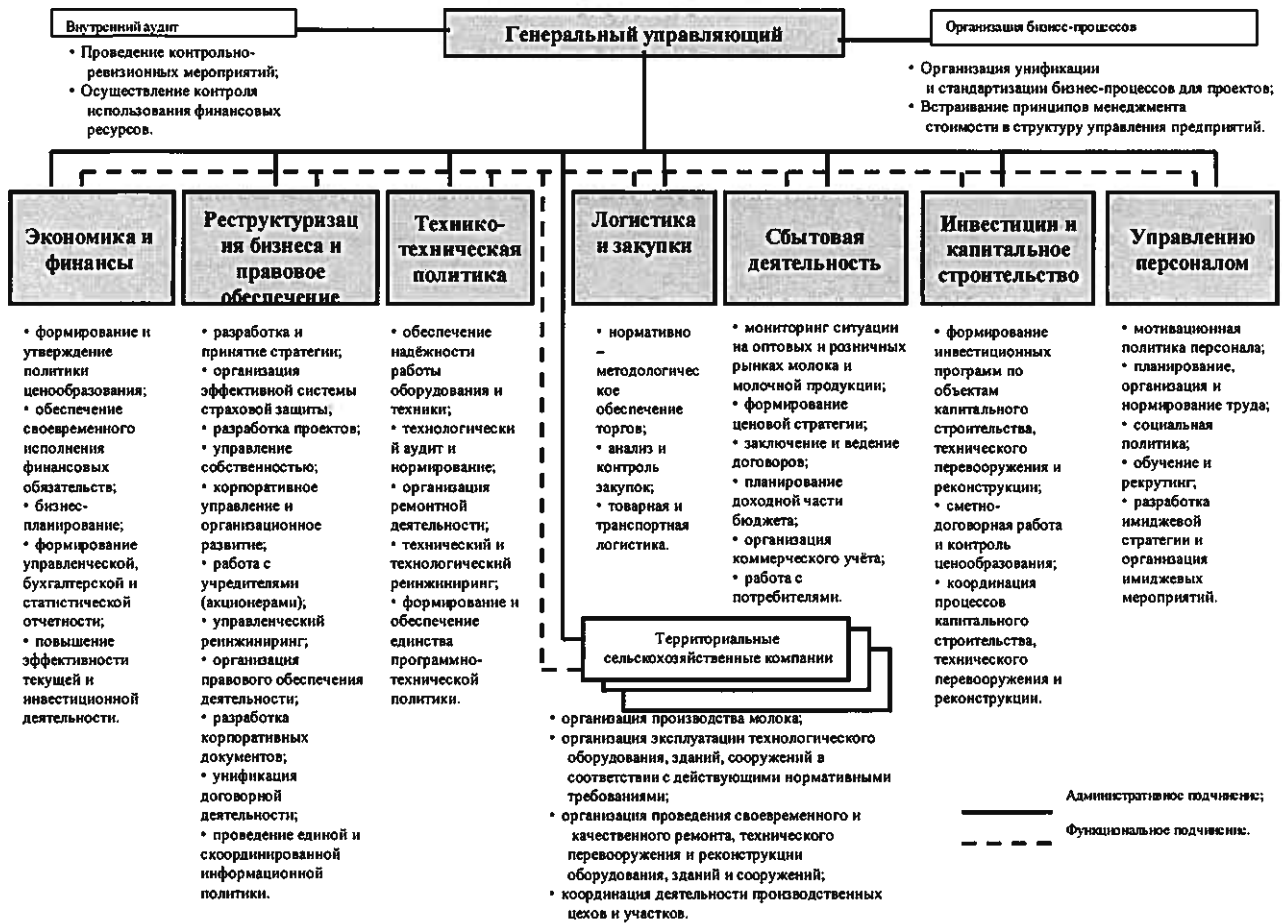 Внутренний аудит
Генеральный управляющий
Организация бизнес-процессов
• Проведение контрольно-
ревизионных мероприятий;
• Осуществление контроля
использования финансовых
ресурсов.
• Организация унификации
и стандартизации бизнес-процессов для проектов;
• Встраивание принципов менеджмента
стоимости в структуру управления предприятий.
Экономика и
финансы
Реструктуризац
ия бизнеса и
правовое
обеспечение
Технико-
техническая
политика
Логистика
и закупки
Сбытовая
деятельность
Инвестиции и
капитальное
строительство
Управлению
персоналом
• формирование и
утверждение
политики
ценообразования;
• обеспечение
своевременного
исполнения
финансовых
обязательств;
• бизнес-
планирование;
• формирование
управленческой,
бухгалтерской и
статистической
отчетности;
• повышение
эффективности
текущей и
инвестиционной
деятельности.
• разработка и
принятие стратегии;
• организация
эффективной системы
страховой защиты,
• разработка проектов;
• управление
собственностью;
• корпоративное
управление и
организационное
развитие;
• работа с
учредителями
(акционерами);
• управленческий
реинжиниринг;
• организация
правового обеспечения
деятельности;
• разработка
корпоративных
документов;
• унификация
договорной
деятельности;
• проведение единой и
скоординированной
информационной
политики.
• обеспечение
надёжности
работы
оборудования и
техники;
• технологически
й аудит и
нормирование;
• организация
ремонтной
деятельности;
• технический и
технологический
реинжиниринг;
• формирование и
обеспечение
единства
программно-
технической
политики.
• нормативно
–
методологичес
кое
обеспечение
торгов;
• анализ и
контроль
закупок;
• товарная и
транспортная
логистика.
• мониторинг ситуации
на оптовых и розничных
рынках молока и
молочной продукции;
• формирование
ценовой стратегии;
• заключение и ведение
договоров;
• планирование
доходной части
бюджета;
• организация
коммерческого учёта;
• работа с
потребителями.
• формирование
инвестиционных
программ по
объектам
капитального
строительства,
технического
перевооружения и
реконструкции;
• сметно-
договорная работа
и контроль
ценообразования;
• координация
процессов
капитального
строительства,
технического
перевооружения и
реконструкции.
• мотивационная
политика персонала;
• планирование,
организация и
нормирование труда;
• социальная
политика;
• обучение и
рекрутинг;
• разработка
имиджевой
стратегии и
организация
имиджевых
мероприятий.
Территориальные
сельскохозяйственные компании
• организация производства молока;
• организация эксплуатации технологического
оборудования, зданий, сооружений в
соответствии с действующими нормативными
требованиями;
• организация проведения своевременного и
качественного ремонта, технического
перевооружения и реконструкции
оборудования, зданий и сооружений;
• координация деятельности производственных
цехов и участков.
Административное подчинение;
Функциональное подчинение.